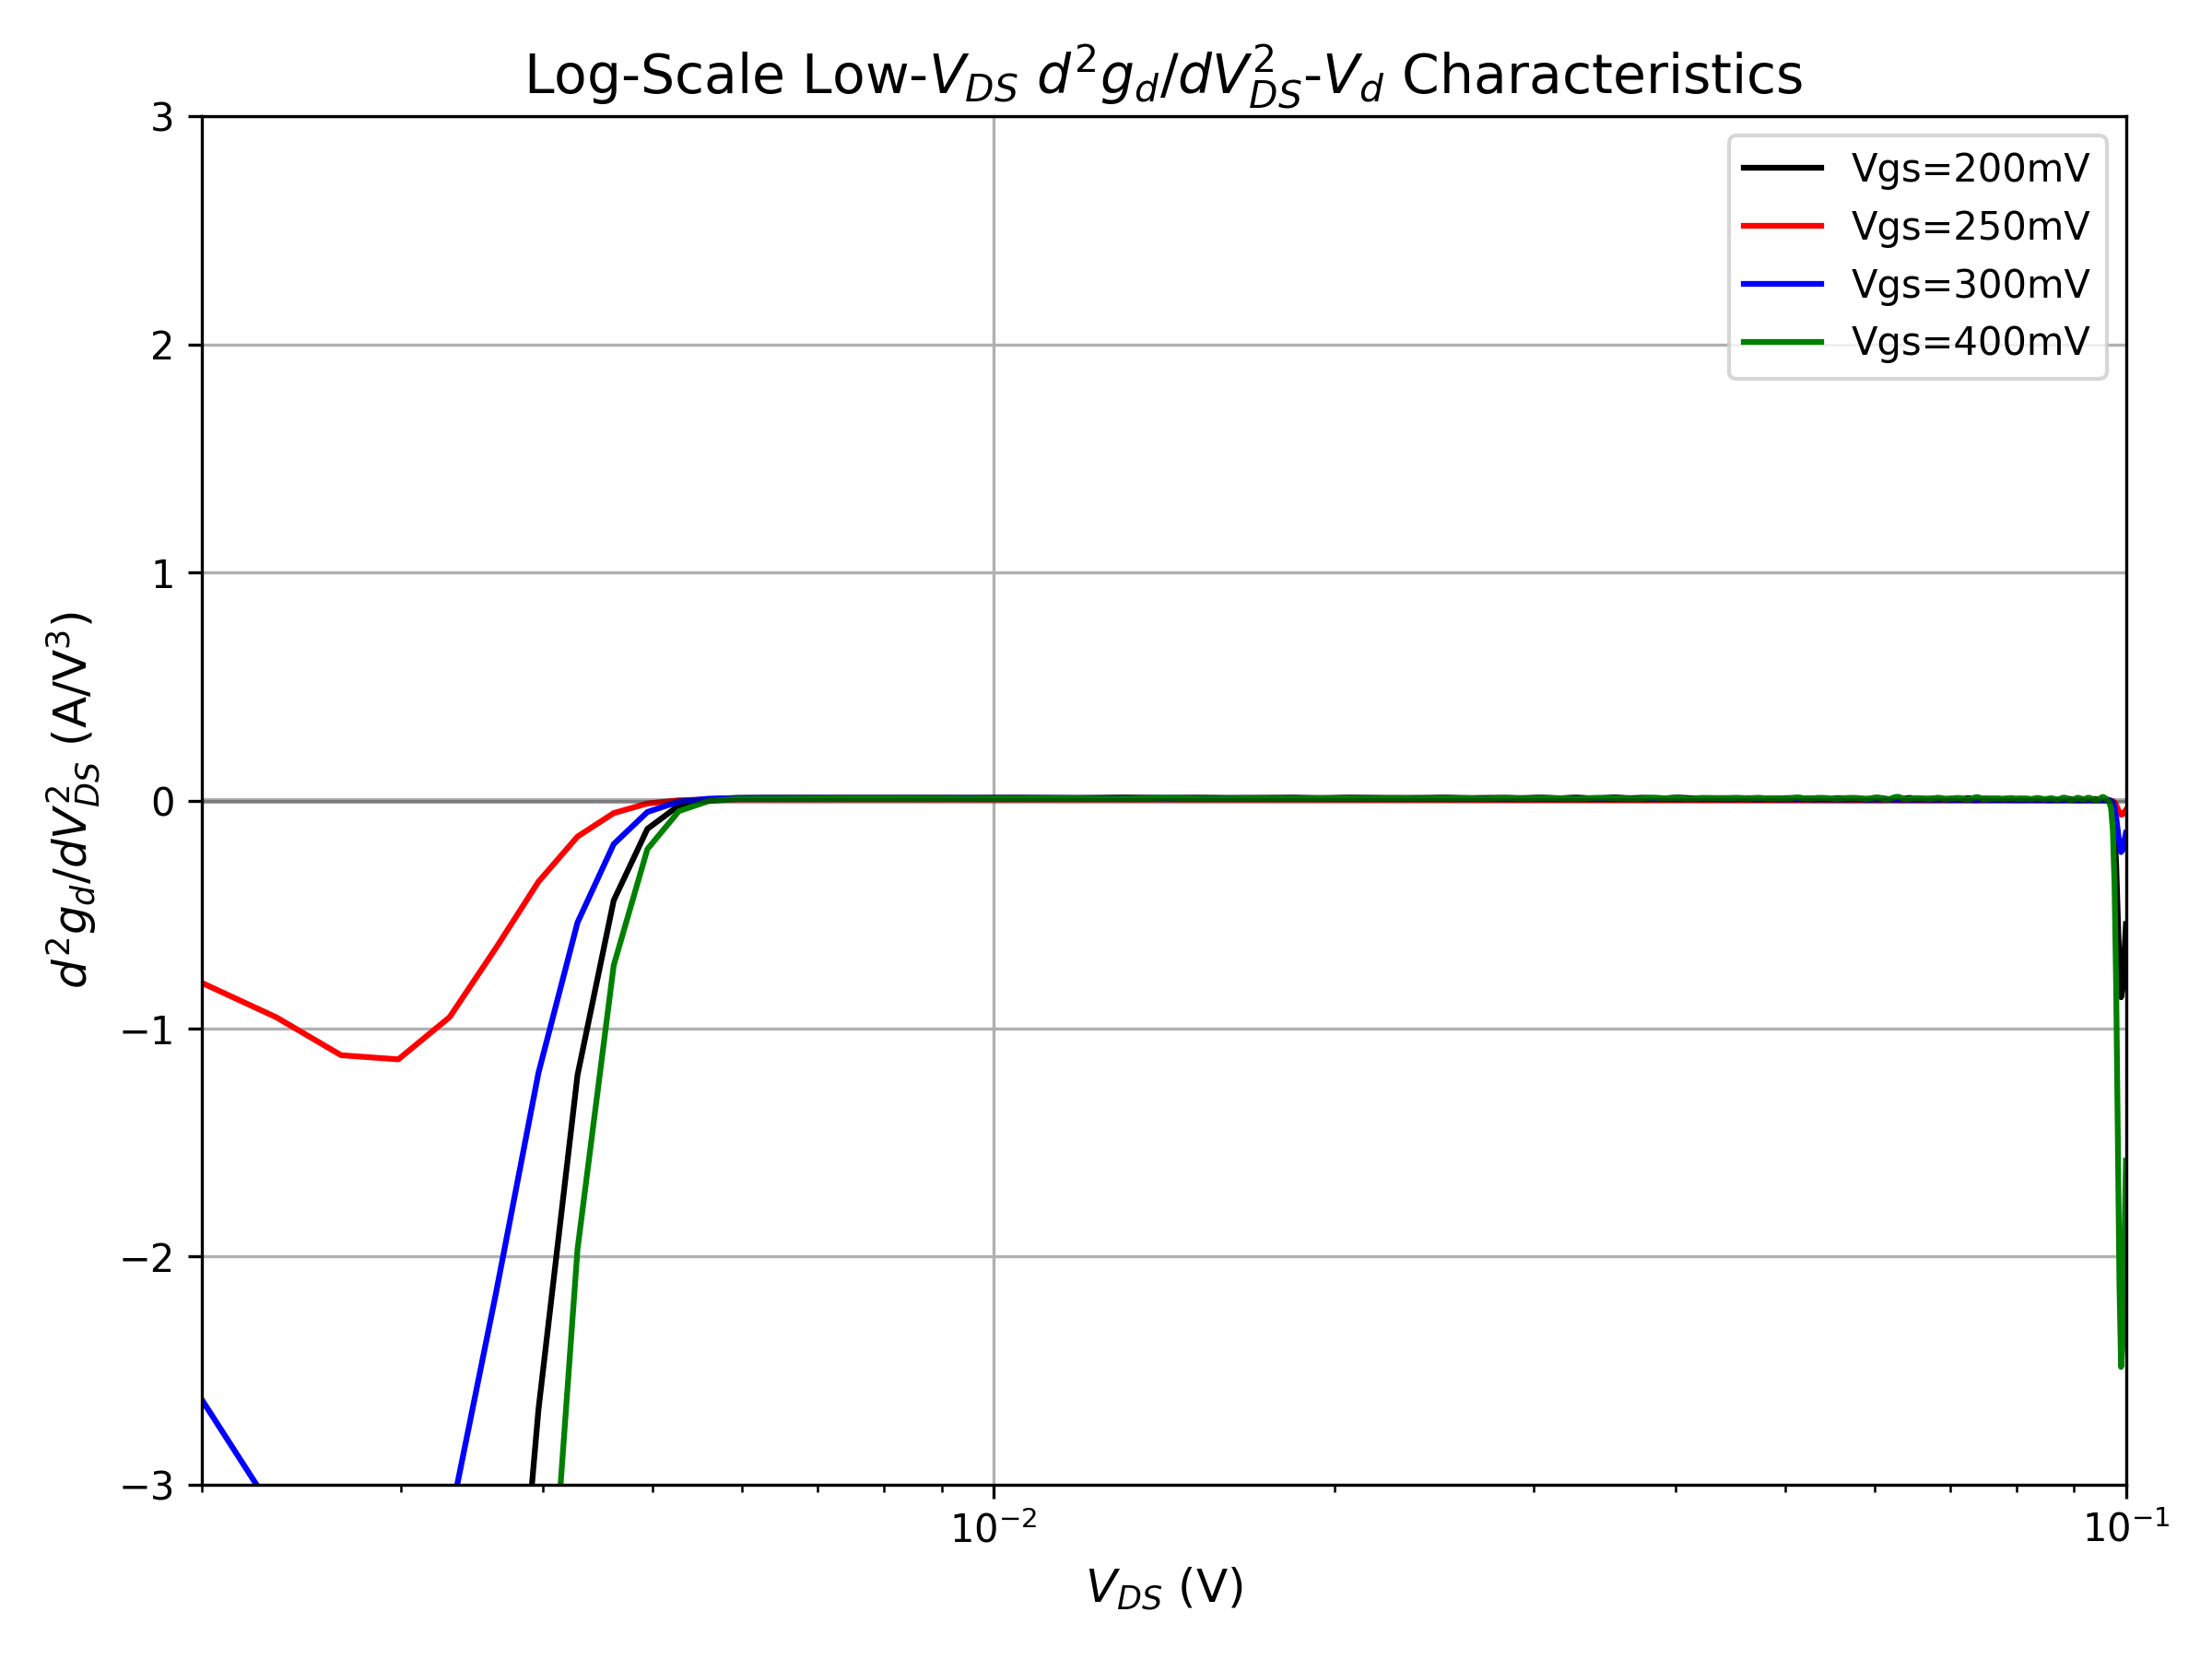 Log-Scale Low-V_DS d²g_d/dV²_DS-V_d Characteristics
Vgs=200mV
Vgs=250mV
Vgs=300mV
Vgs=400mV
3
2
1
0
−1
−2
−3
d²g_d/dV²_DS (A/V³)
10⁻²
10⁻¹
V_DS (V)